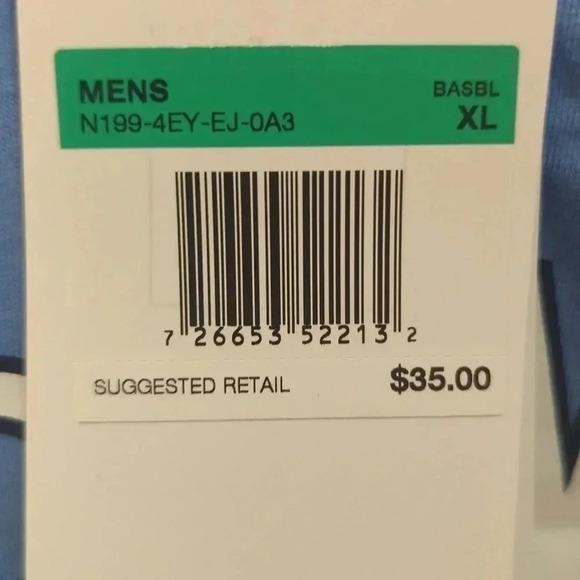 MENS BASBL
N199-4EY-EJ-0A3 XL
7 26653 52213 2
SUGGESTED RETAIL $35.00